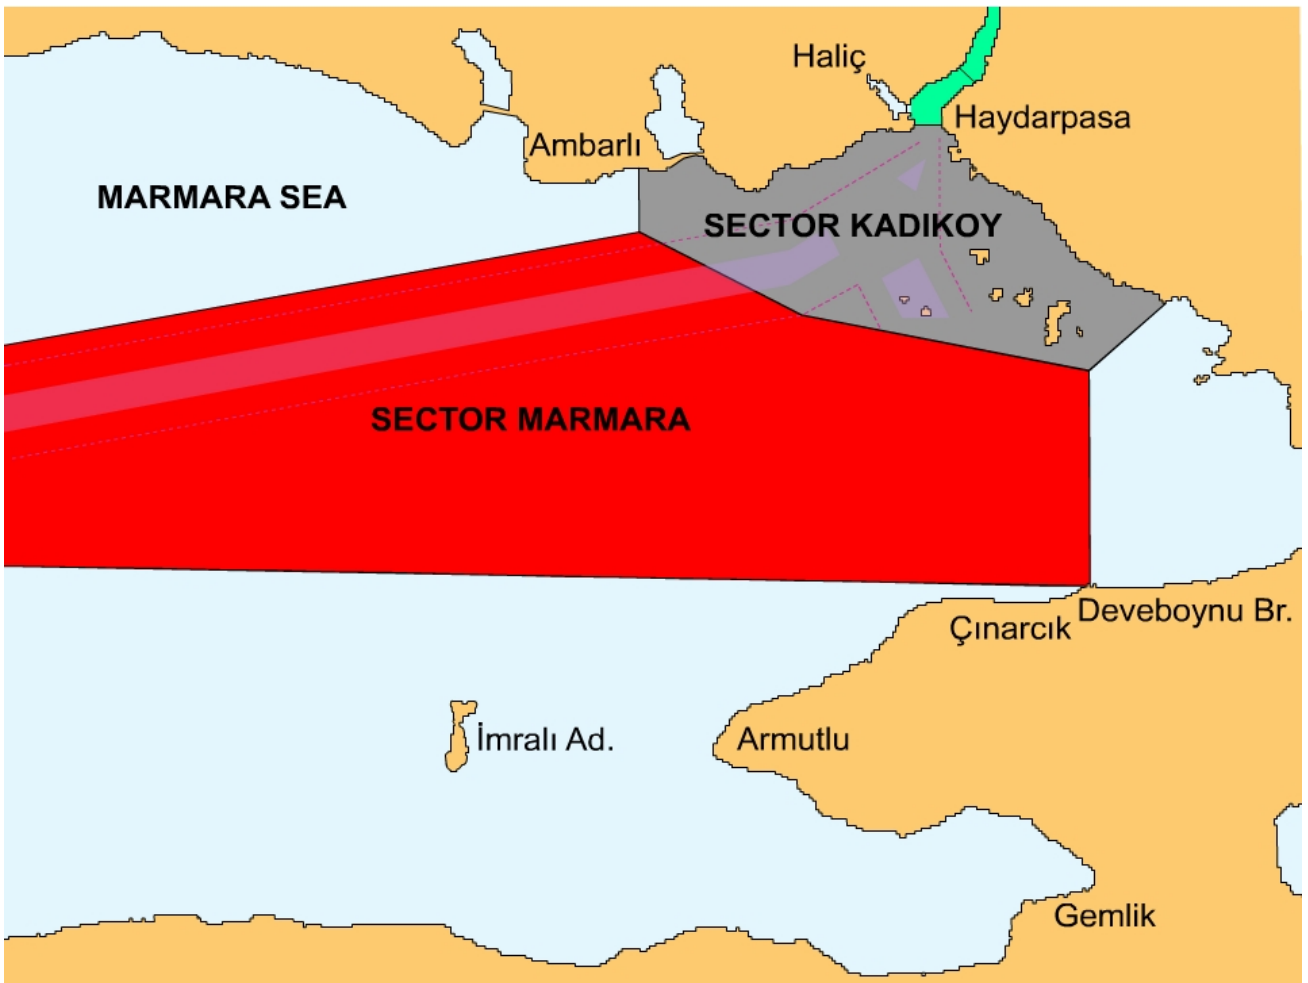 Haliç
Haydarpasa
Ambarlı
MARMARA SEA
SECTOR KADIKOY
SECTOR MARMARA
Deveboynu Br.
Çınarcık
İmralı Ad.
Armutlu
Gemlik